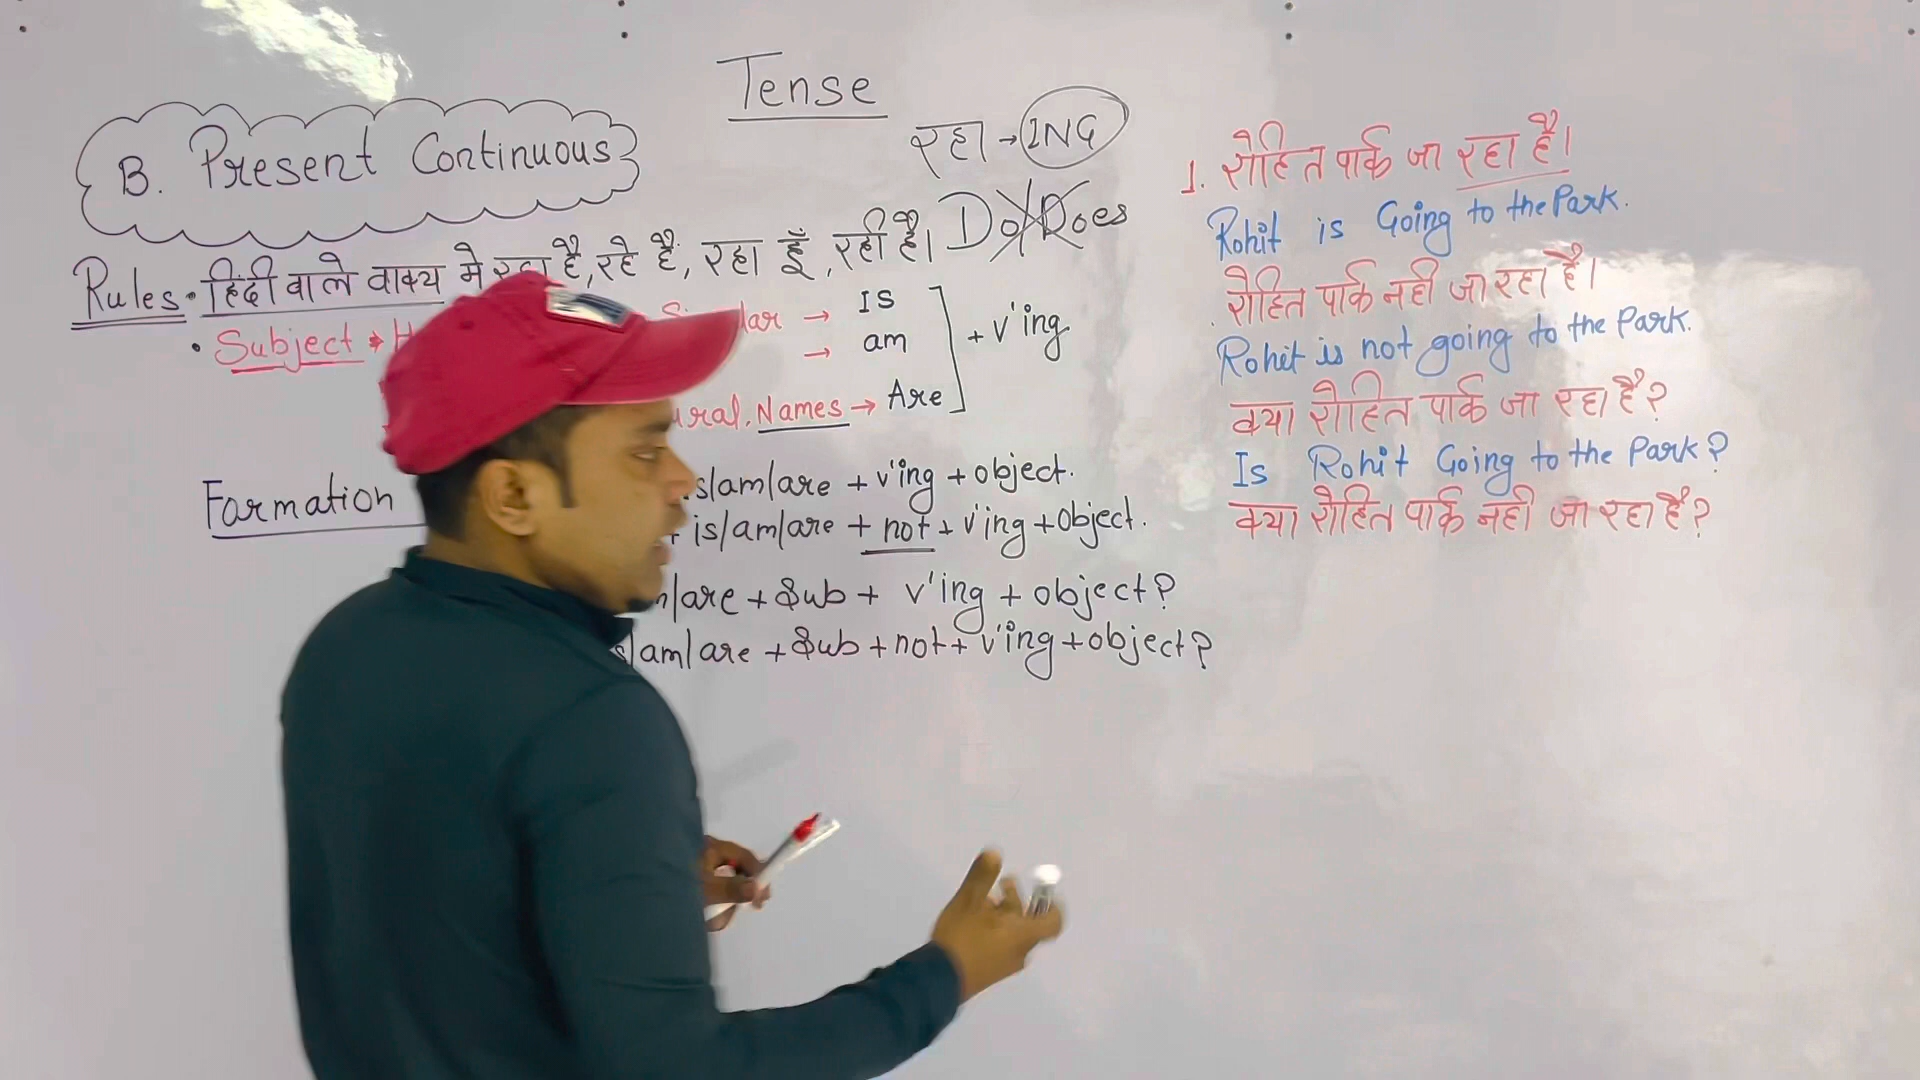 Tense
B. Present Continuous
रहा → ING
Do/Does
Rules • हिंदी वाले वाक्य मे रहा है, रहे हैं, रहा हूँ, रही है।
• Subject →
lar → IS
→ am
+ v'ing
ural. Names → Are
Formation
is/am/are + v'ing + object.
+ is/am/are + not + v'ing + Object.
/are + Sub + v'ing + object?
/am/are + Sub + not + v'ing + object?
1. रोहित पार्क जा रहा है।
Rohit is Going to the Park.
रोहित पार्क नही जा रहा है।
Rohit is not going to the Park.
क्या रोहित पार्क जा रहा है?
Is Rohit Going to the Park?
क्या रोहित पार्क नही जा रहा है?